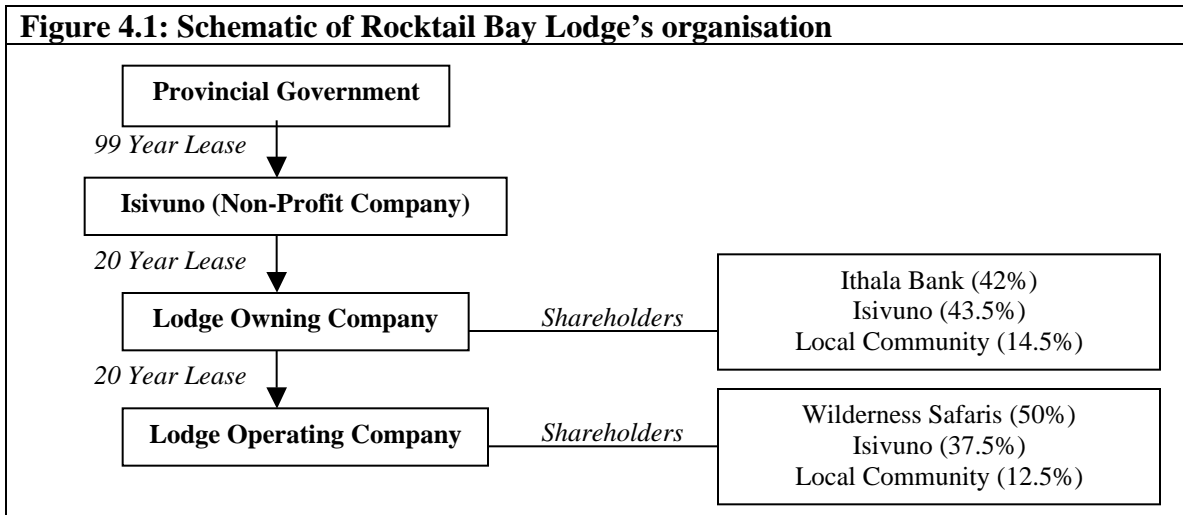 Figure 4.1: Schematic of Rocktail Bay Lodge’s organisation
Provincial Government
99 Year Lease
Isivuno (Non-Profit Company)
20 Year Lease
Lodge Owning Company
Shareholders
Ithala Bank (42%)
Isivuno (43.5%)
Local Community (14.5%)
20 Year Lease
Lodge Operating Company
Shareholders
Wilderness Safaris (50%)
Isivuno (37.5%)
Local Community (12.5%)